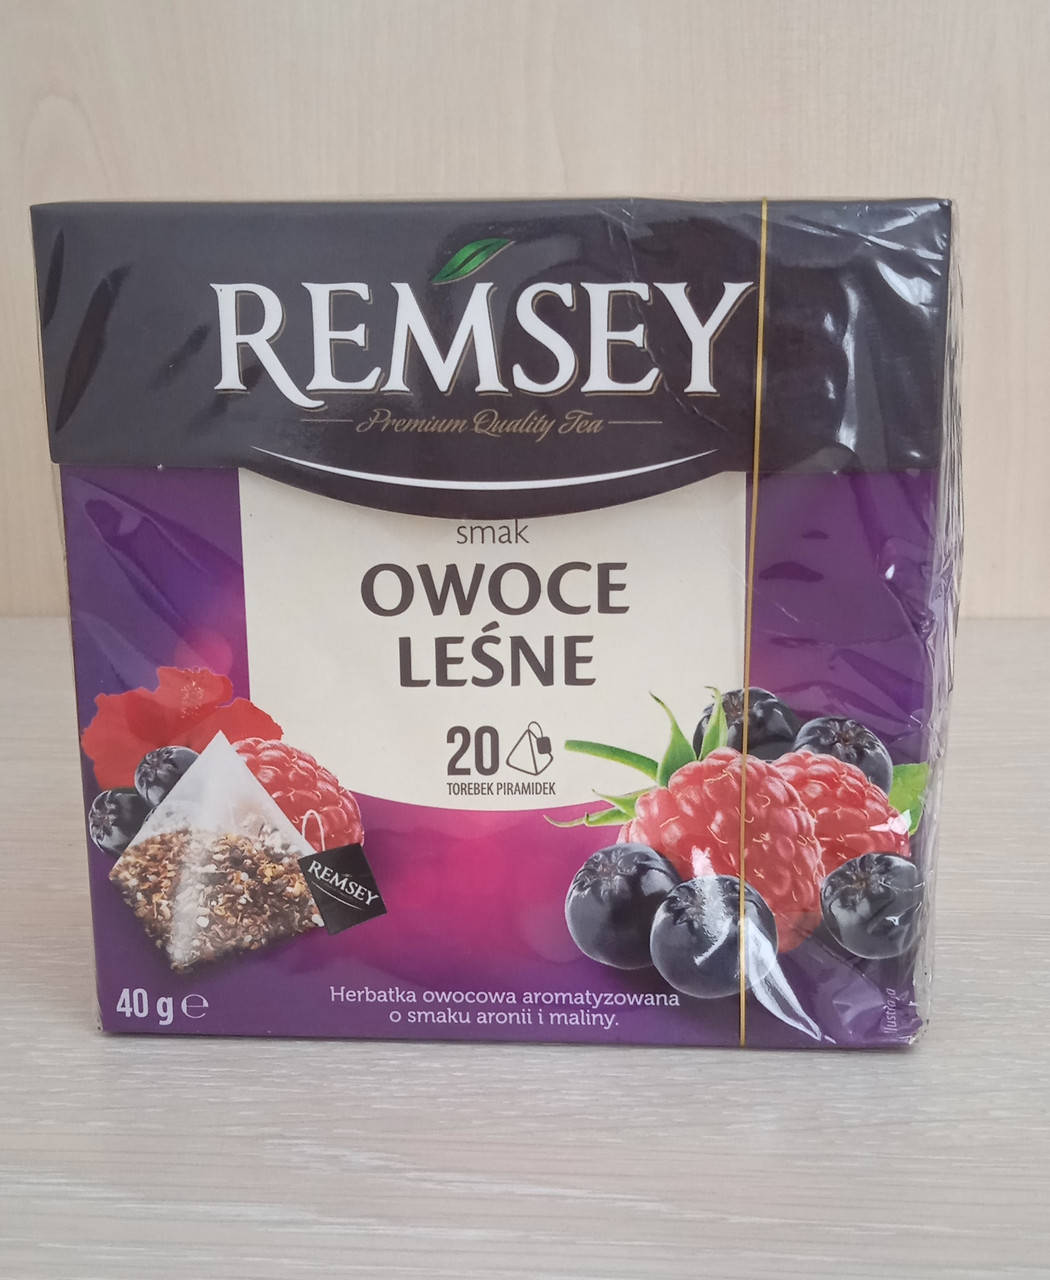 REMSEY
Premium Quality Tea
smak
OWOCE
LEŚNE
20
TOREBEK PIRAMIDEK
REMSEY
40 g e
Herbatka owocowa aromatyzowana
o smaku aronii i maliny.